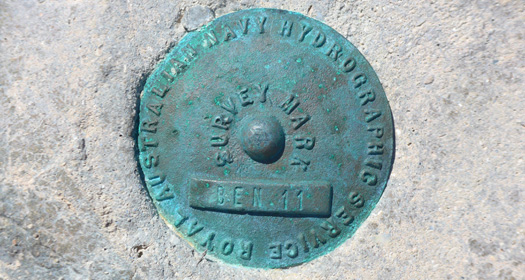 ROYAL AUSTRALIAN NAVY HYDROGRAPHIC SERVICE
SURVEY MARK
BEN.11